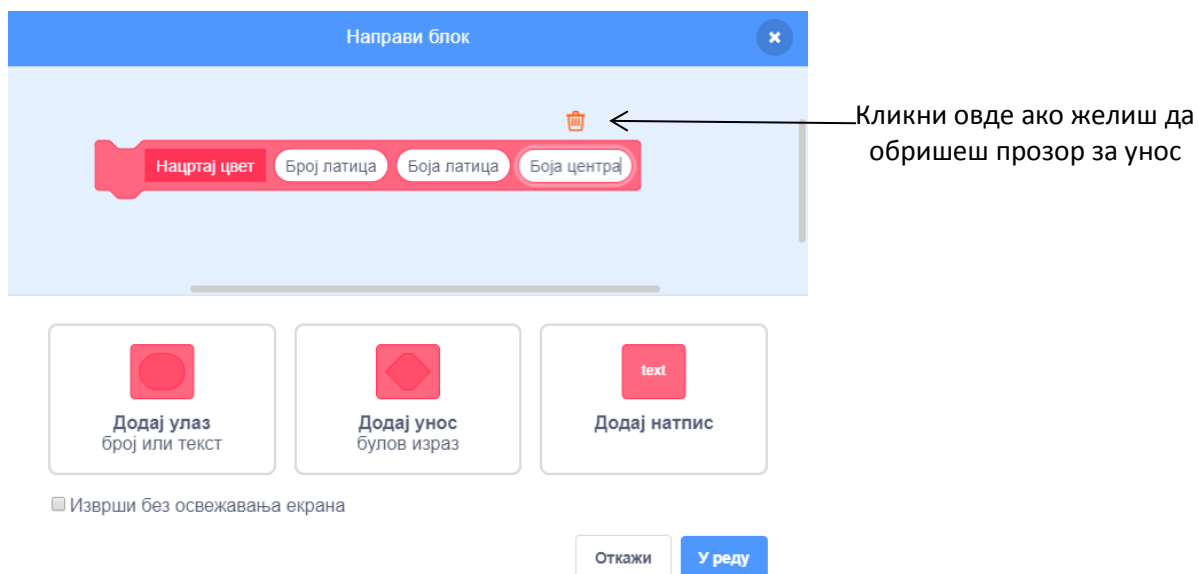 Направи блок
Кликни овде ако желиш да
обришеш прозор за унос
Нацртај цвет Број латица Боја латица Боја центра
text
Додај улаз
број или текст
Додај унос
булов израз
Додај натпис
Изврши без освежавања екрана
Откажи У реду